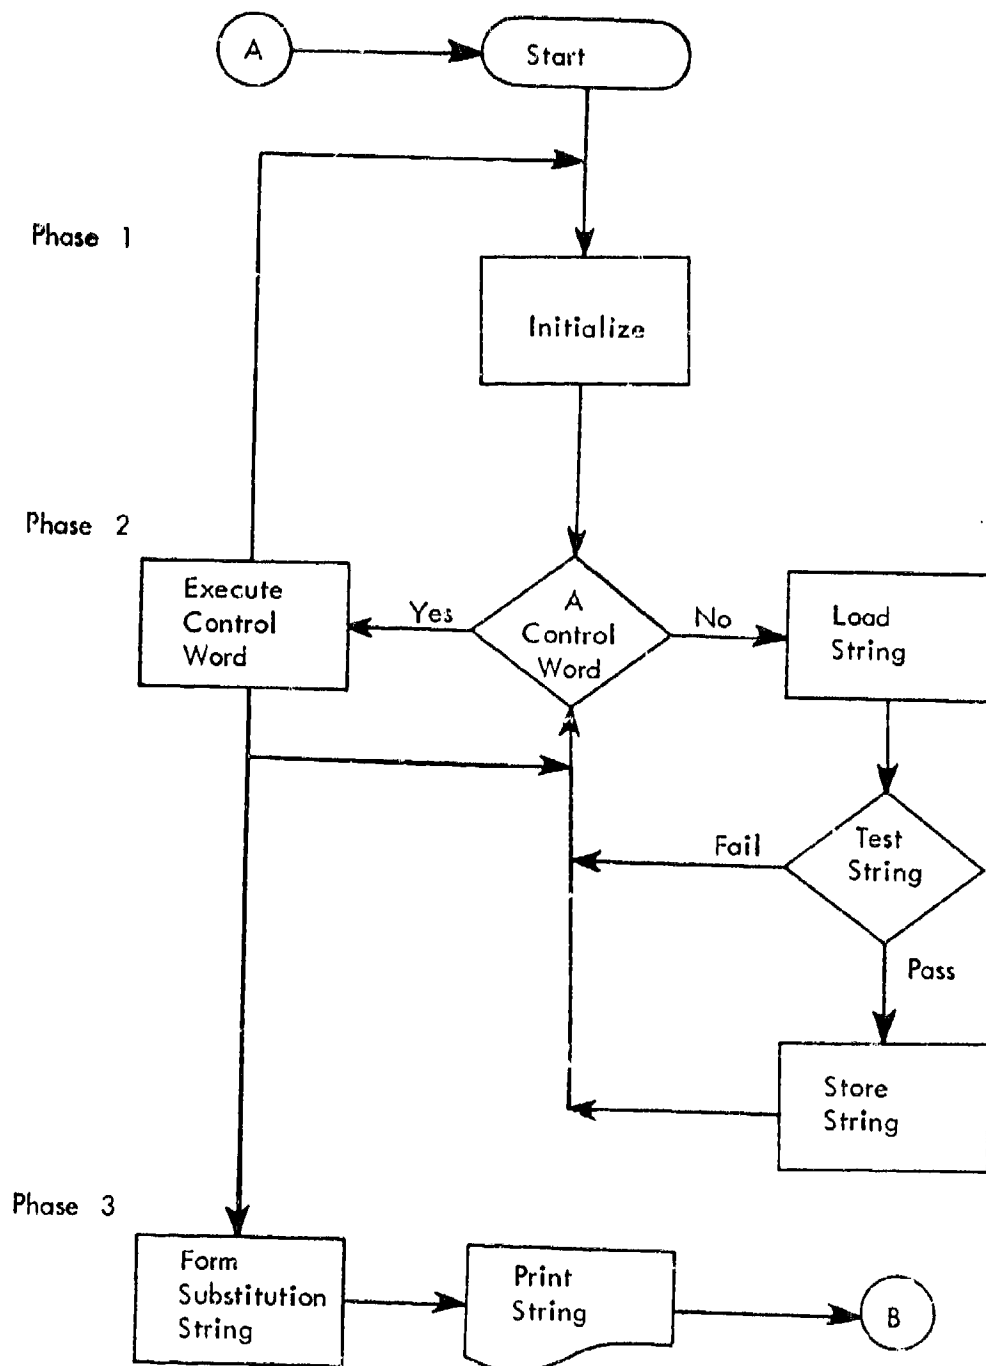 A
Start
Phase 1
Initialize
Phase 2
Execute
Control
Word
Yes
A
Control
Word
No
Load
String
Fail
Test
String
Pass
Store
String
Phase 3
Form
Substitution
String
Print
String
B